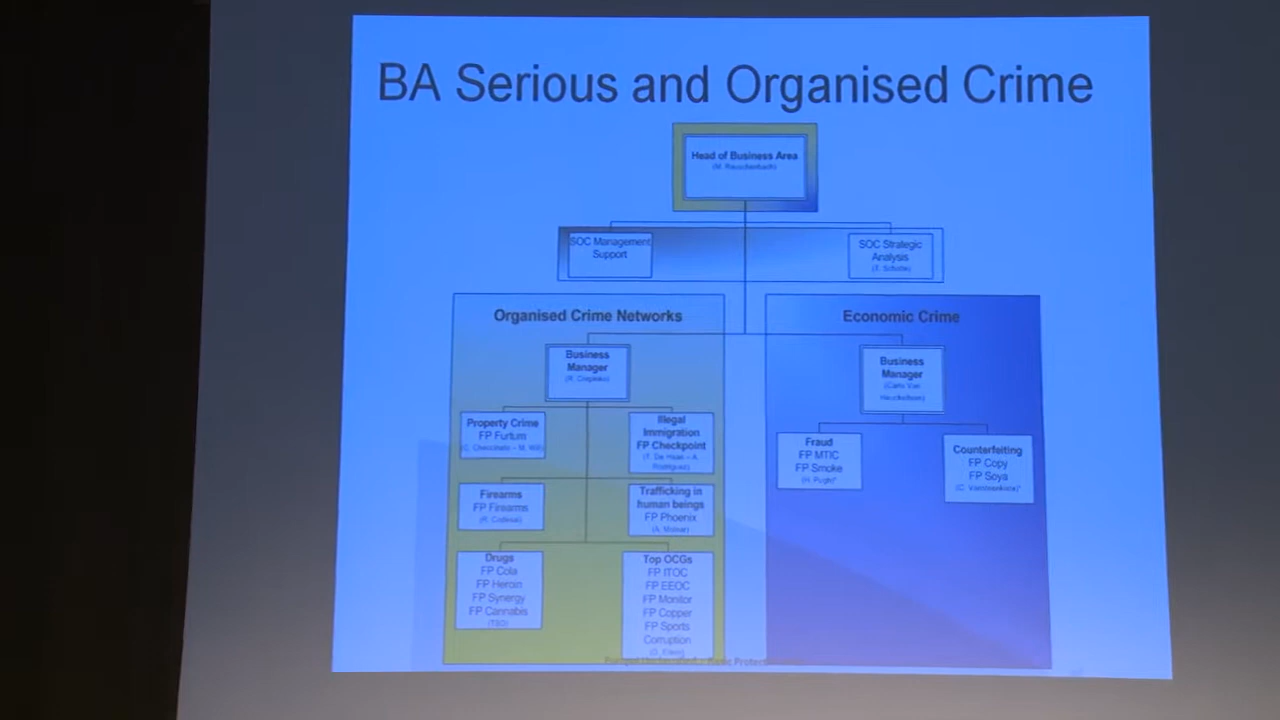 BA Serious and Organised Crime
Head of Business Area
SOC Management
Support
SOC Strategic
Analysis
Organised Crime Networks
Economic Crime
Business
Manager
Business
Manager
(Carlo Van
Property Crime
FP Furtum
Illegal
Immigration
FP Checkpoint
Firearms
FP Firearms
Trafficking in
human beings
FP Phoenix
Drugs
FP Cola
FP Heroin
FP Synergy
FP Cannabis
Top OCGs
FP ITOC
FP EEOC
FP Monitor
FP Copper
FP Sports
Corruption
Fraud
FP MTIC
FP Smoke
Counterfeiting
FP Copy
FP Soya